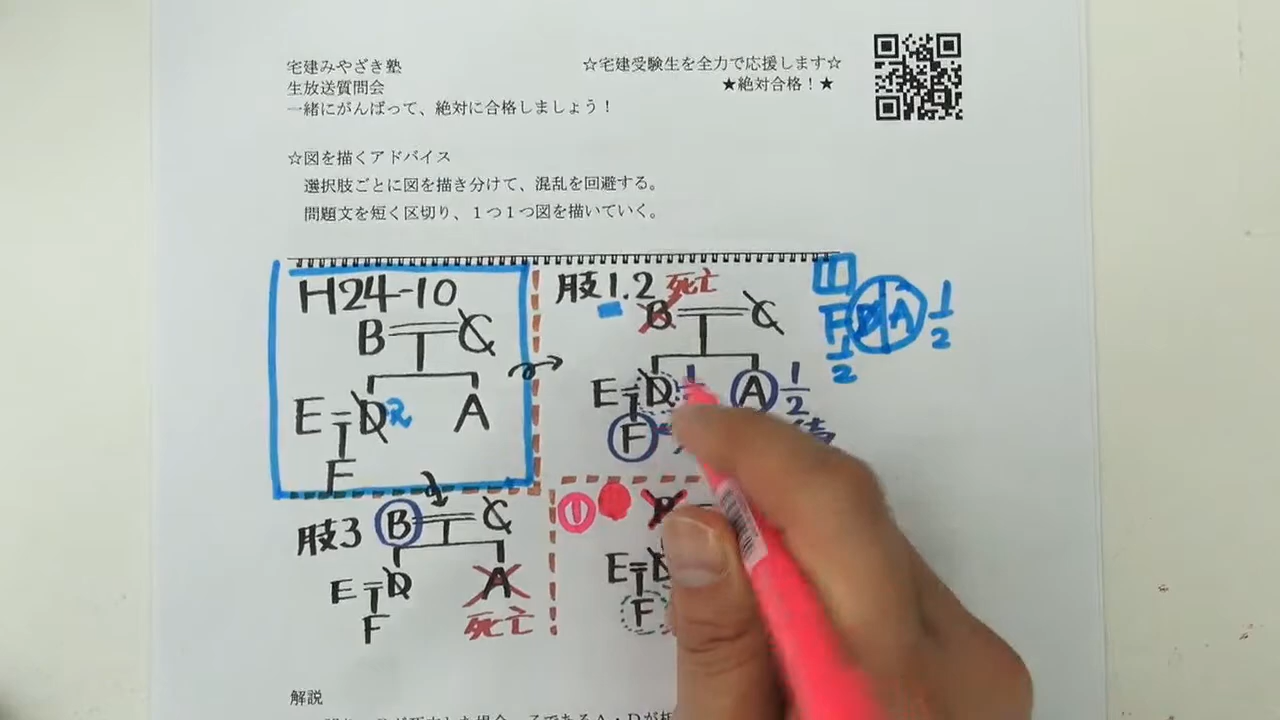 宅建みやざき塾
☆宅建受験生を全力で応援します☆
生放送質問会
★絶対合格！★
一緒にがんばって、絶対に合格しましょう！
☆図を描くアドバイス
選択肢ごとに図を描き分けて、混乱を回避する。
問題文を短く区切り、１つ１つ図を描いていく。
H24-10
B C
E D A
F
肢1.2 死亡
B C
E D A 1/2
F
1/2
A 1/2
肢3
B C
E D A
F 死亡
E
F
解説